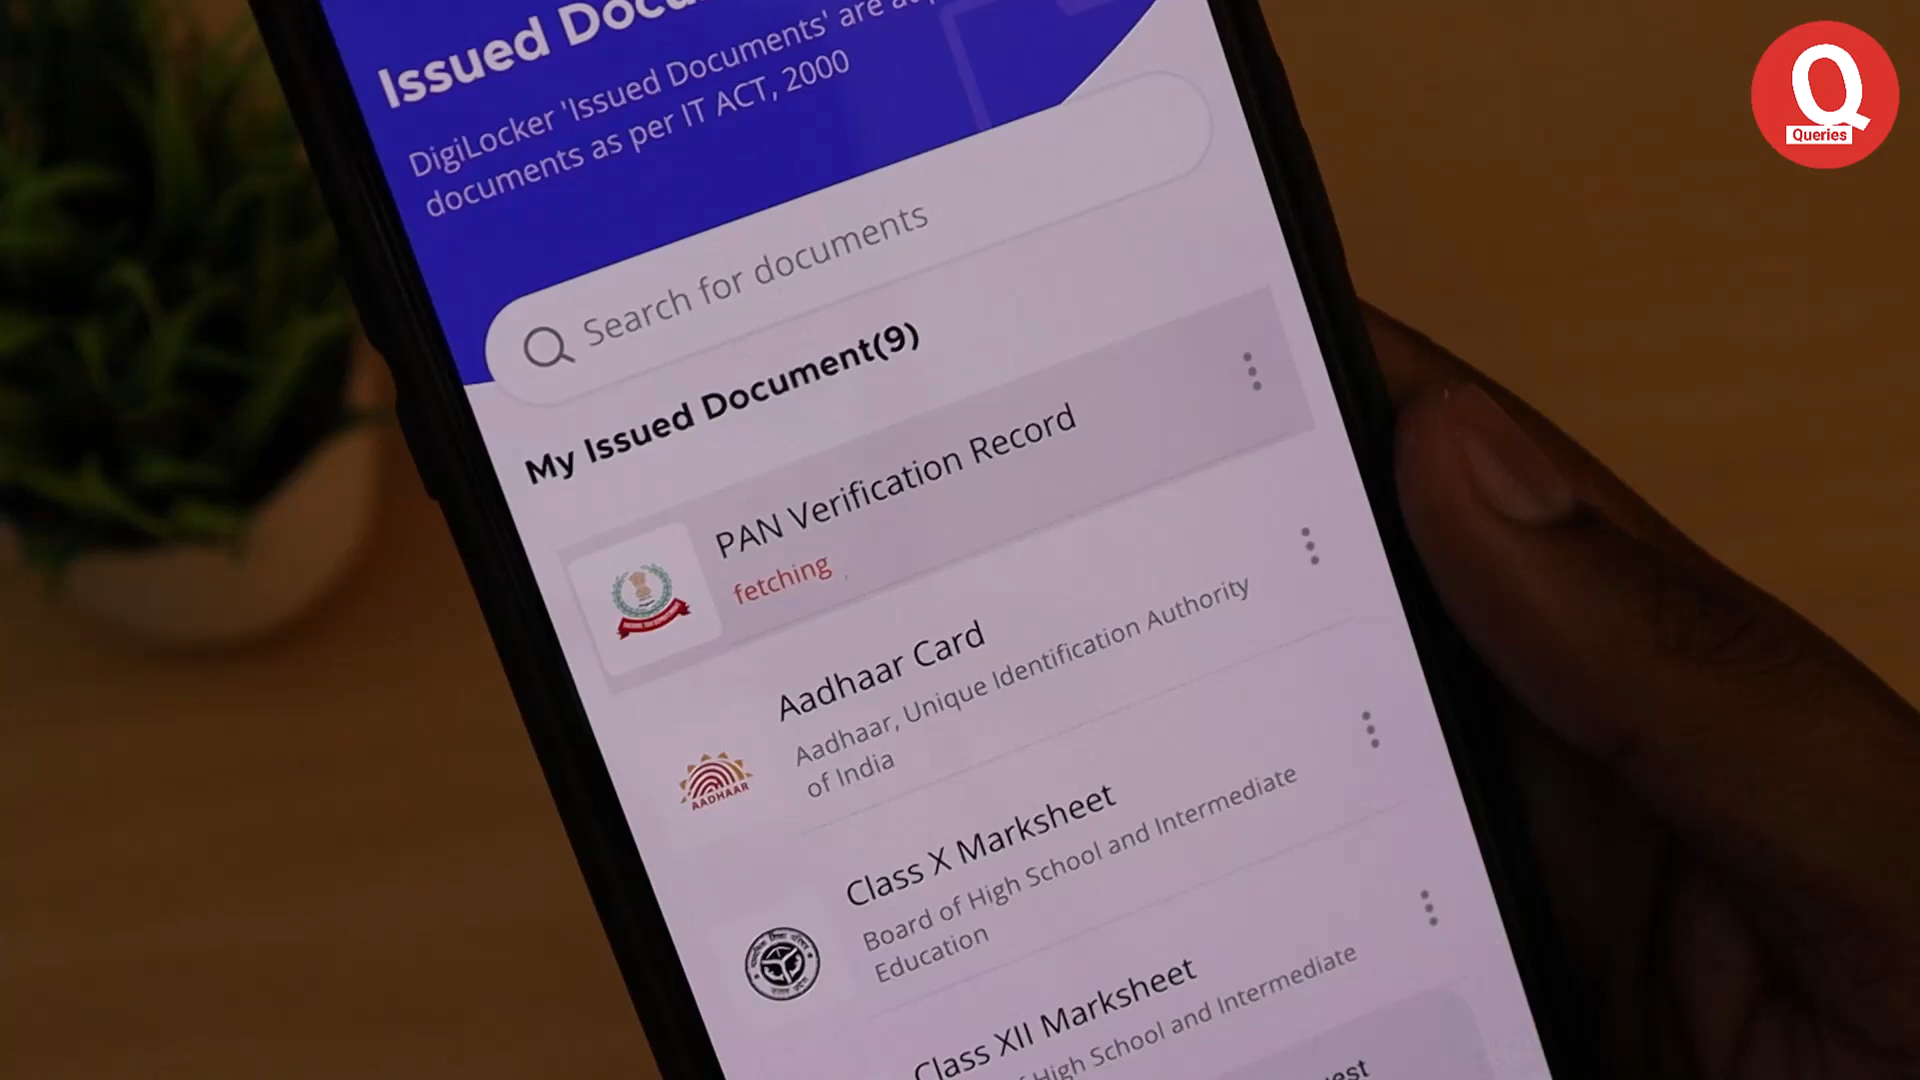 Queries
Issued
DigiLocker 'Issued Documents' are
documents as per IT ACT, 2000
Search for documents
My Issued Document(9)
PAN Verification Record
fetching
Aadhaar Card
Aadhaar, Unique Identification Authority
of India
AADHAAR
Class X Marksheet
Board of High School and Intermediate
Education
Class XII Marksheet
High School and Intermediate